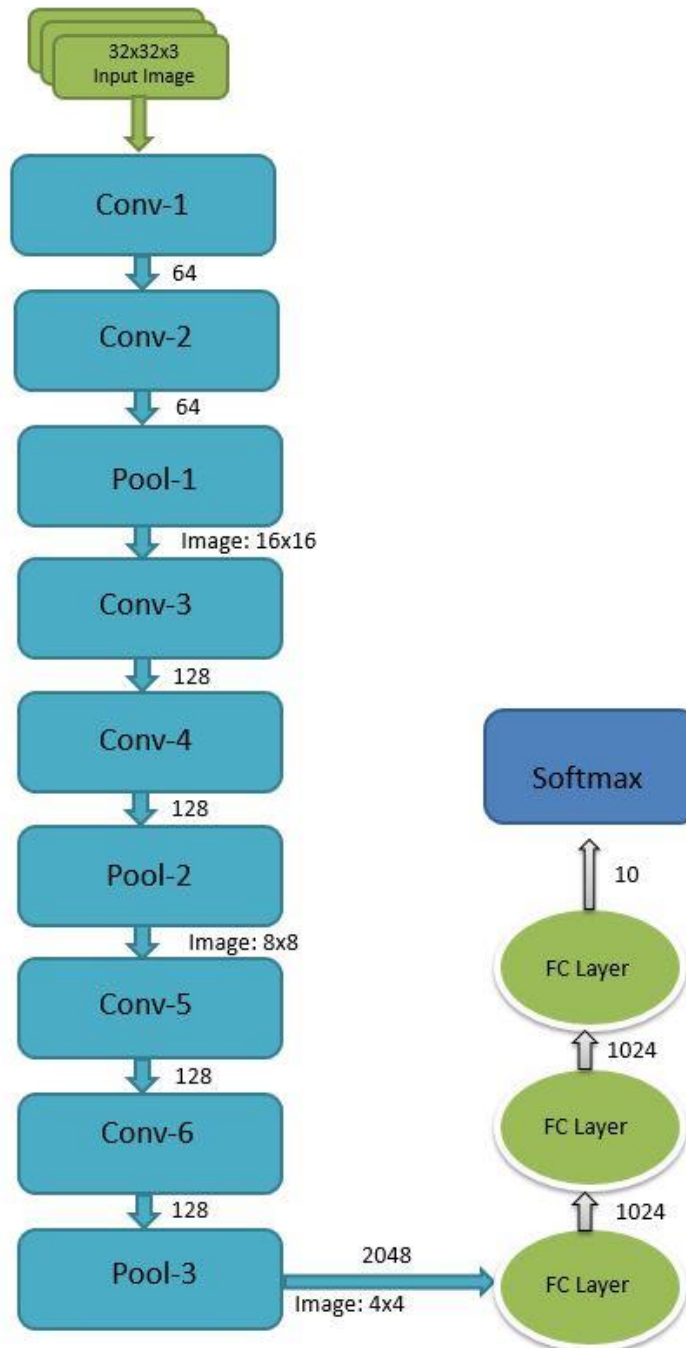 32x32x3
Input Image
Conv-1
64
Conv-2
64
Pool-1
Image: 16x16
Conv-3
128
Conv-4
128
Pool-2
Image: 8x8
Conv-5
128
Conv-6
128
Pool-3
2048
Image: 4x4
FC Layer
1024
FC Layer
1024
FC Layer
10
Softmax